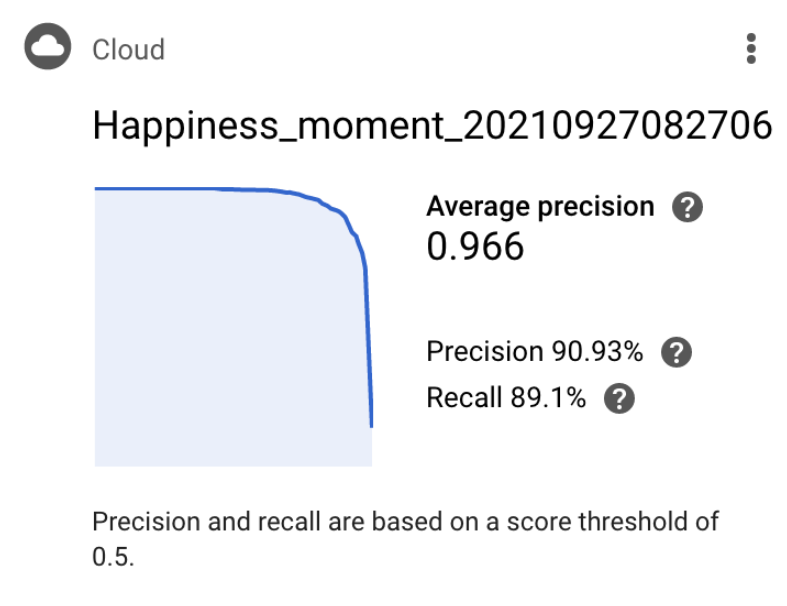 Cloud
Happiness_moment_20210927082706
Average precision ?
0.966
Precision 90.93% ?
Recall 89.1% ?
Precision and recall are based on a score threshold of
0.5.